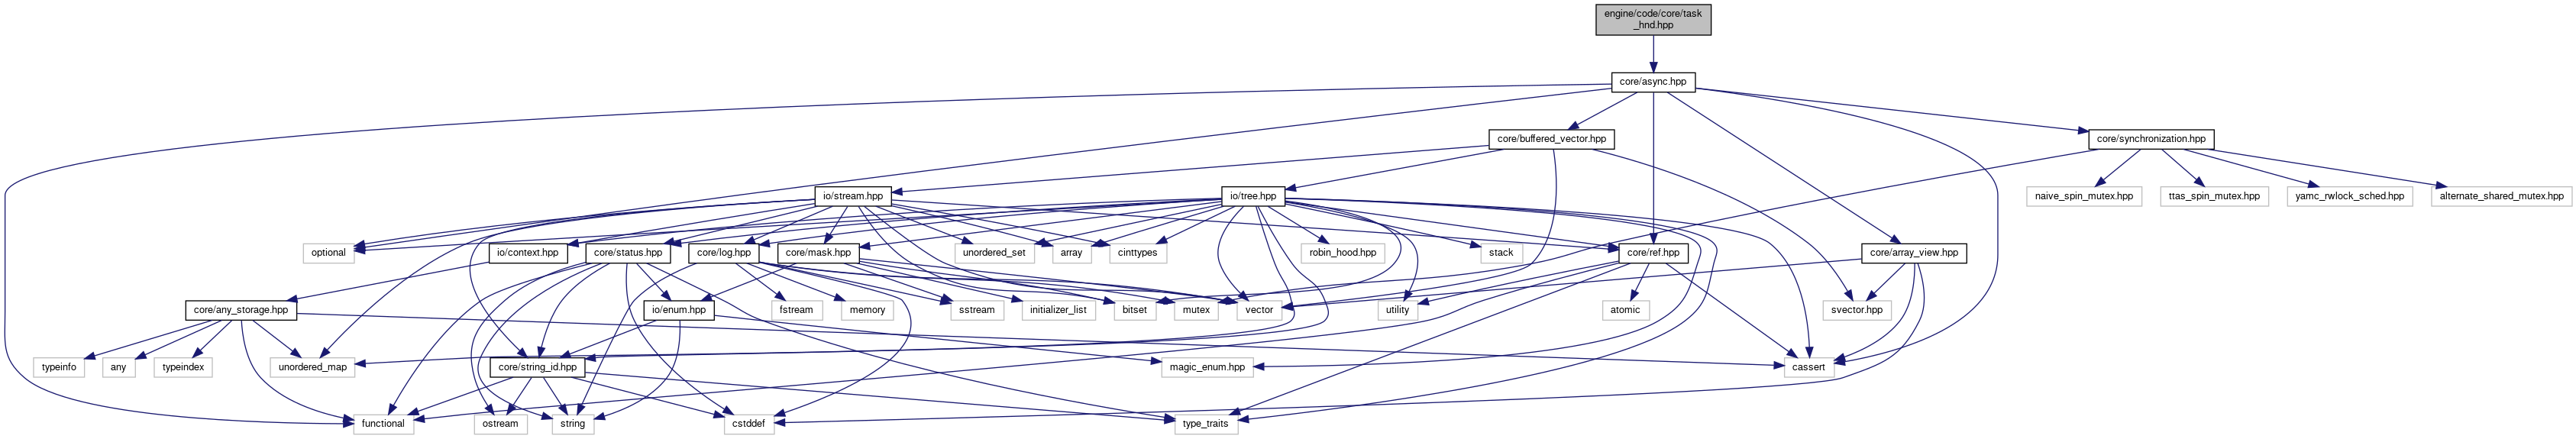 engine/code/core/task
_hnd.hpp
core/async.hpp
core/buffered_vector.hpp
core/synchronization.hpp
io/stream.hpp
io/tree.hpp
naive_spin_mutex.hpp
ttas_spin_mutex.hpp
yamc_rwlock_sched.hpp
alternate_shared_mutex.hpp
optional
io/context.hpp
core/status.hpp
core/log.hpp
core/mask.hpp
unordered_set
array
cinttypes
robin_hood.hpp
stack
core/ref.hpp
core/array_view.hpp
core/any_storage.hpp
io/enum.hpp
fstream
memory
sstream
initializer_list
bitset
mutex
vector
utility
atomic
svector.hpp
typeinfo
any
typeindex
unordered_map
core/string_id.hpp
magic_enum.hpp
cassert
functional
ostream
string
cstddef
type_traits